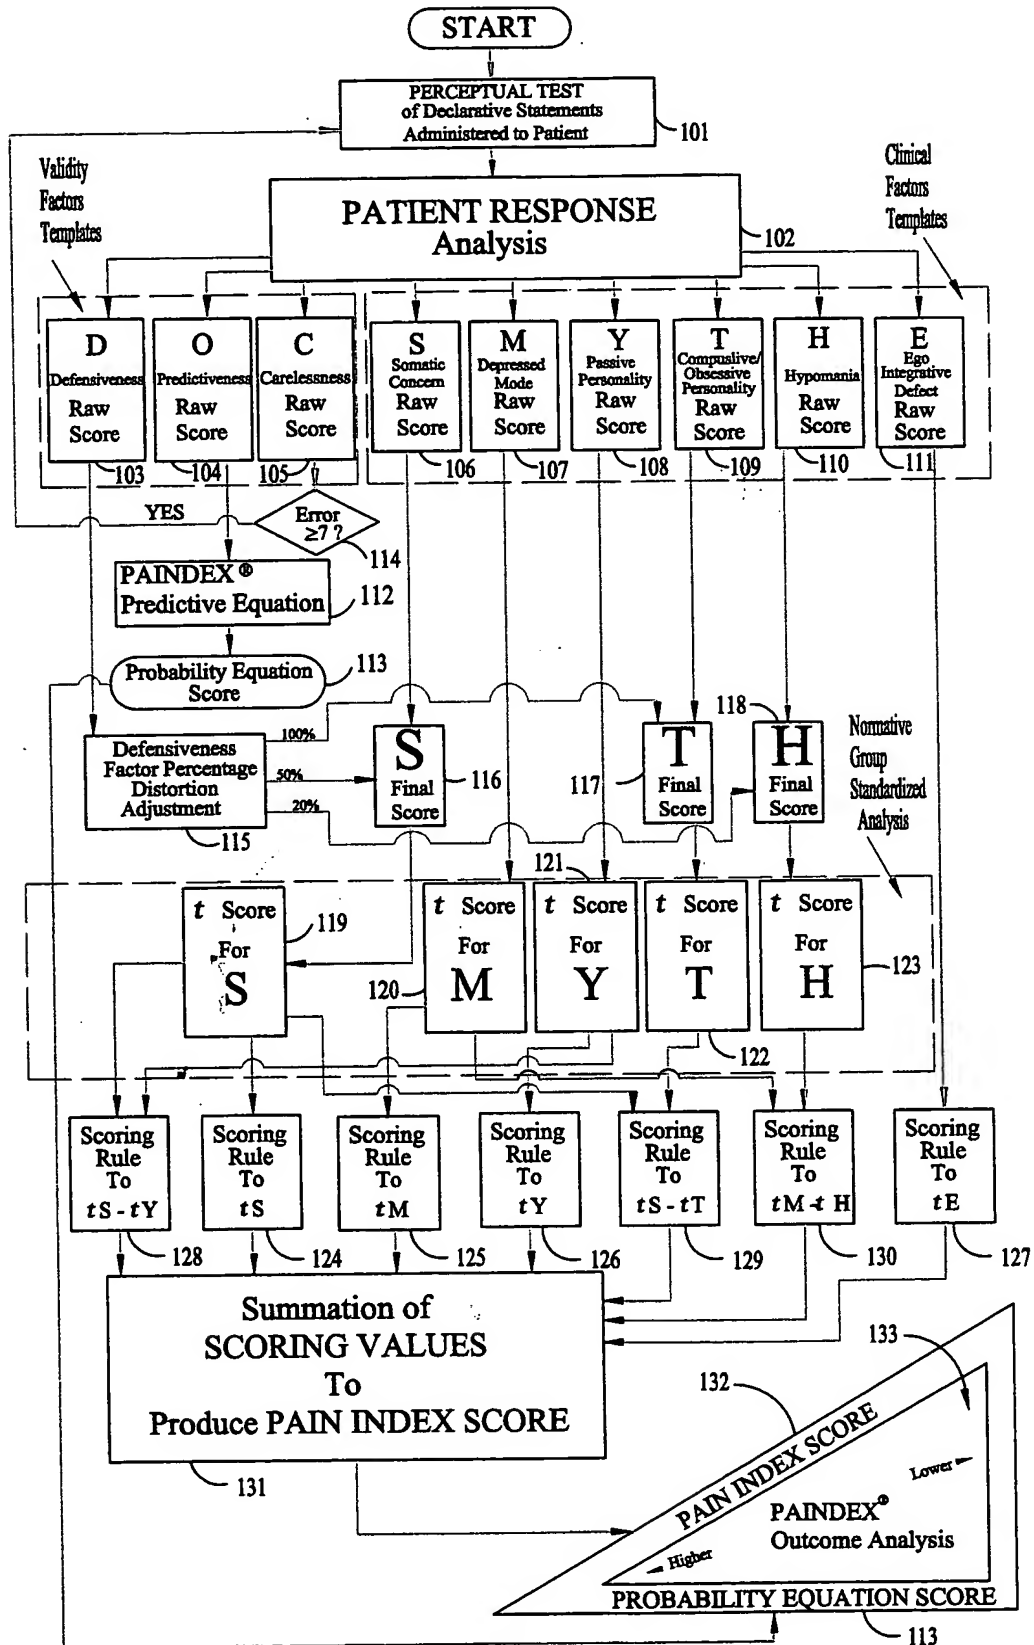 START
PERCEPTUAL TEST
of Declarative Statements
Administered to Patient
101
Validity
Factors
Templates
Clinical
Factors
Templates
PATIENT RESPONSE
Analysis
102
D
Defensiveness
Raw
Score
103
O
Predictiveness
Raw
Score
104
C
Carelessness
Raw
Score
105
S
Somatic
Concern
Raw
Score
106
M
Depressed
Mode
Raw
Score
107
Y
Passive
Personality
Raw
Score
108
T
Compuslive/
Obsessive
Personality
Raw
Score
109
H
Hypomania
Raw
Score
110
E
Ego
Integrative
Defect
Raw
Score
111
YES
Error
≥7 ?
114
PAINDEX®
Predictive Equation
112
Probability Equation
Score
113
Defensiveness
Factor Percentage
Distortion
Adjustment
115
100%
50%
20%
S
Final
Score
116
T
Final
Score
117
118
H
Final
Score
Normative
Group
Standardized
Analysis
t Score
For
S
119
t Score
For
M
120
121
t Score
For
Y
t Score
For
T
122
t Score
For
H
123
Scoring
Rule
To
tS - tY
128
Scoring
Rule
To
tS
124
Scoring
Rule
To
tM
125
Scoring
Rule
To
tY
126
Scoring
Rule
To
tS - tT
129
Scoring
Rule
To
tM -t H
130
Scoring
Rule
To
tE
127
Summation of
SCORING VALUES
To
Produce PAIN INDEX SCORE
131
132
133
PAIN INDEX SCORE
Lower
PAINDEX®
Outcome Analysis
Higher
PROBABILITY EQUATION SCORE
113